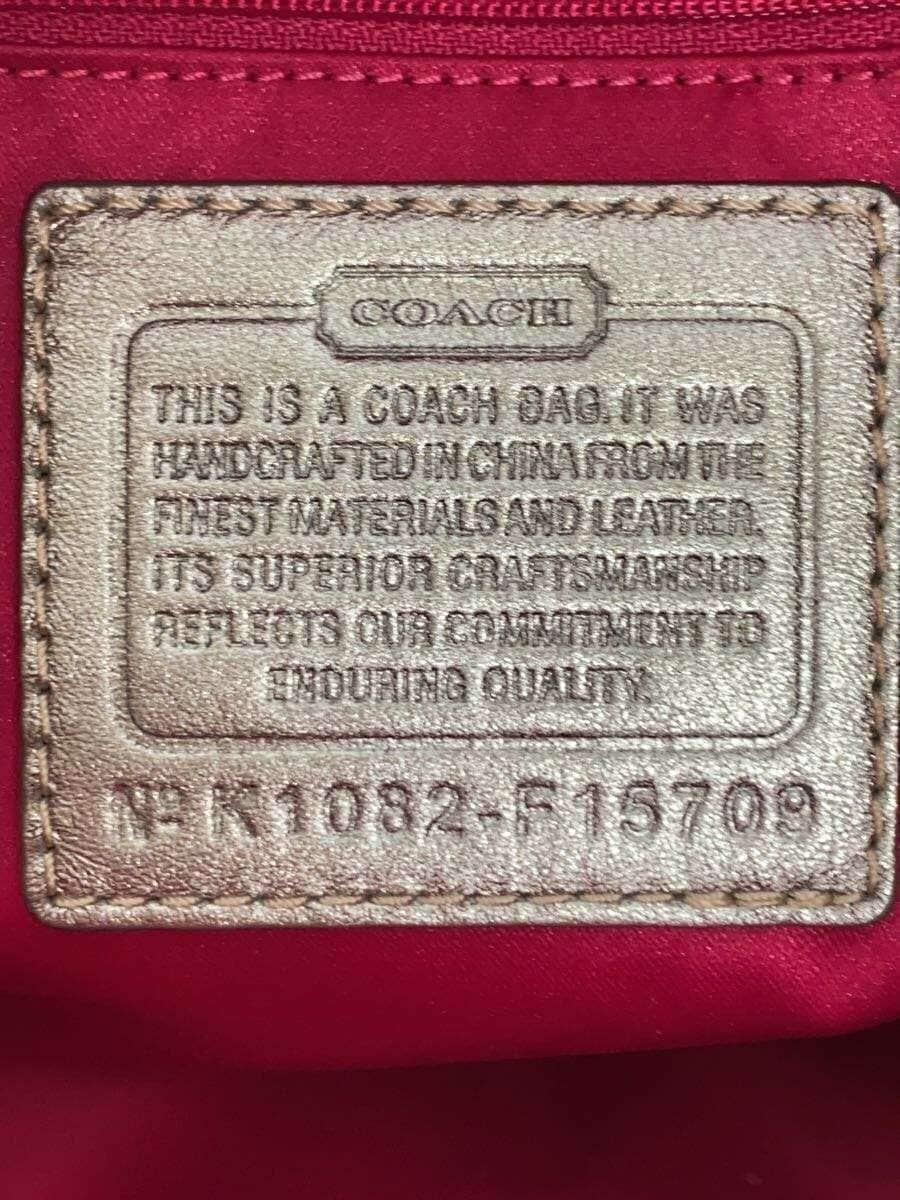 COACH
THIS IS A COACH BAG. IT WAS
HANDCRAFTED IN CHINA FROM THE
FINEST MATERIALS AND LEATHER.
ITS SUPERIOR CRAFTSMANSHIP
REFLECTS OUR COMMITMENT TO
ENDURING QUALITY.
Nº K1082-F15709